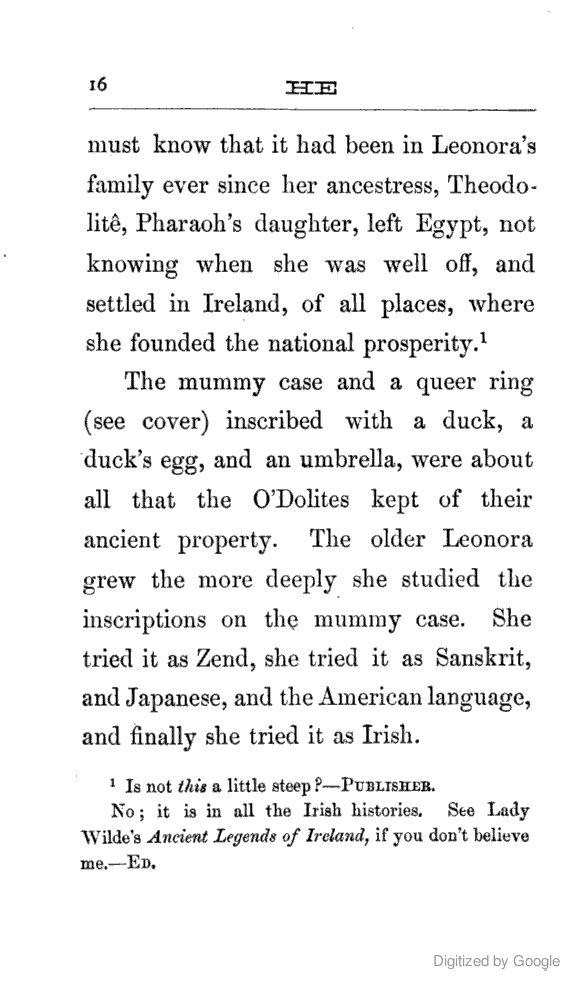 16 HE
must know that it had been in Leonora's
family ever since her ancestress, Theodo-
litê, Pharaoh's daughter, left Egypt, not
knowing when she was well off, and
settled in Ireland, of all places, where
she founded the national prosperity.¹
The mummy case and a queer ring
(see cover) inscribed with a duck, a
duck's egg, and an umbrella, were about
all that the O'Dolites kept of their
ancient property. The older Leonora
grew the more deeply she studied the
inscriptions on the mummy case. She
tried it as Zend, she tried it as Sanskrit,
and Japanese, and the American language,
and finally she tried it as Irish.
¹ Is not this a little steep?—PUBLISHER.
No; it is in all the Irish histories. See Lady
Wilde's Ancient Legends of Ireland, if you don't believe
me.—ED.
Digitized by Google